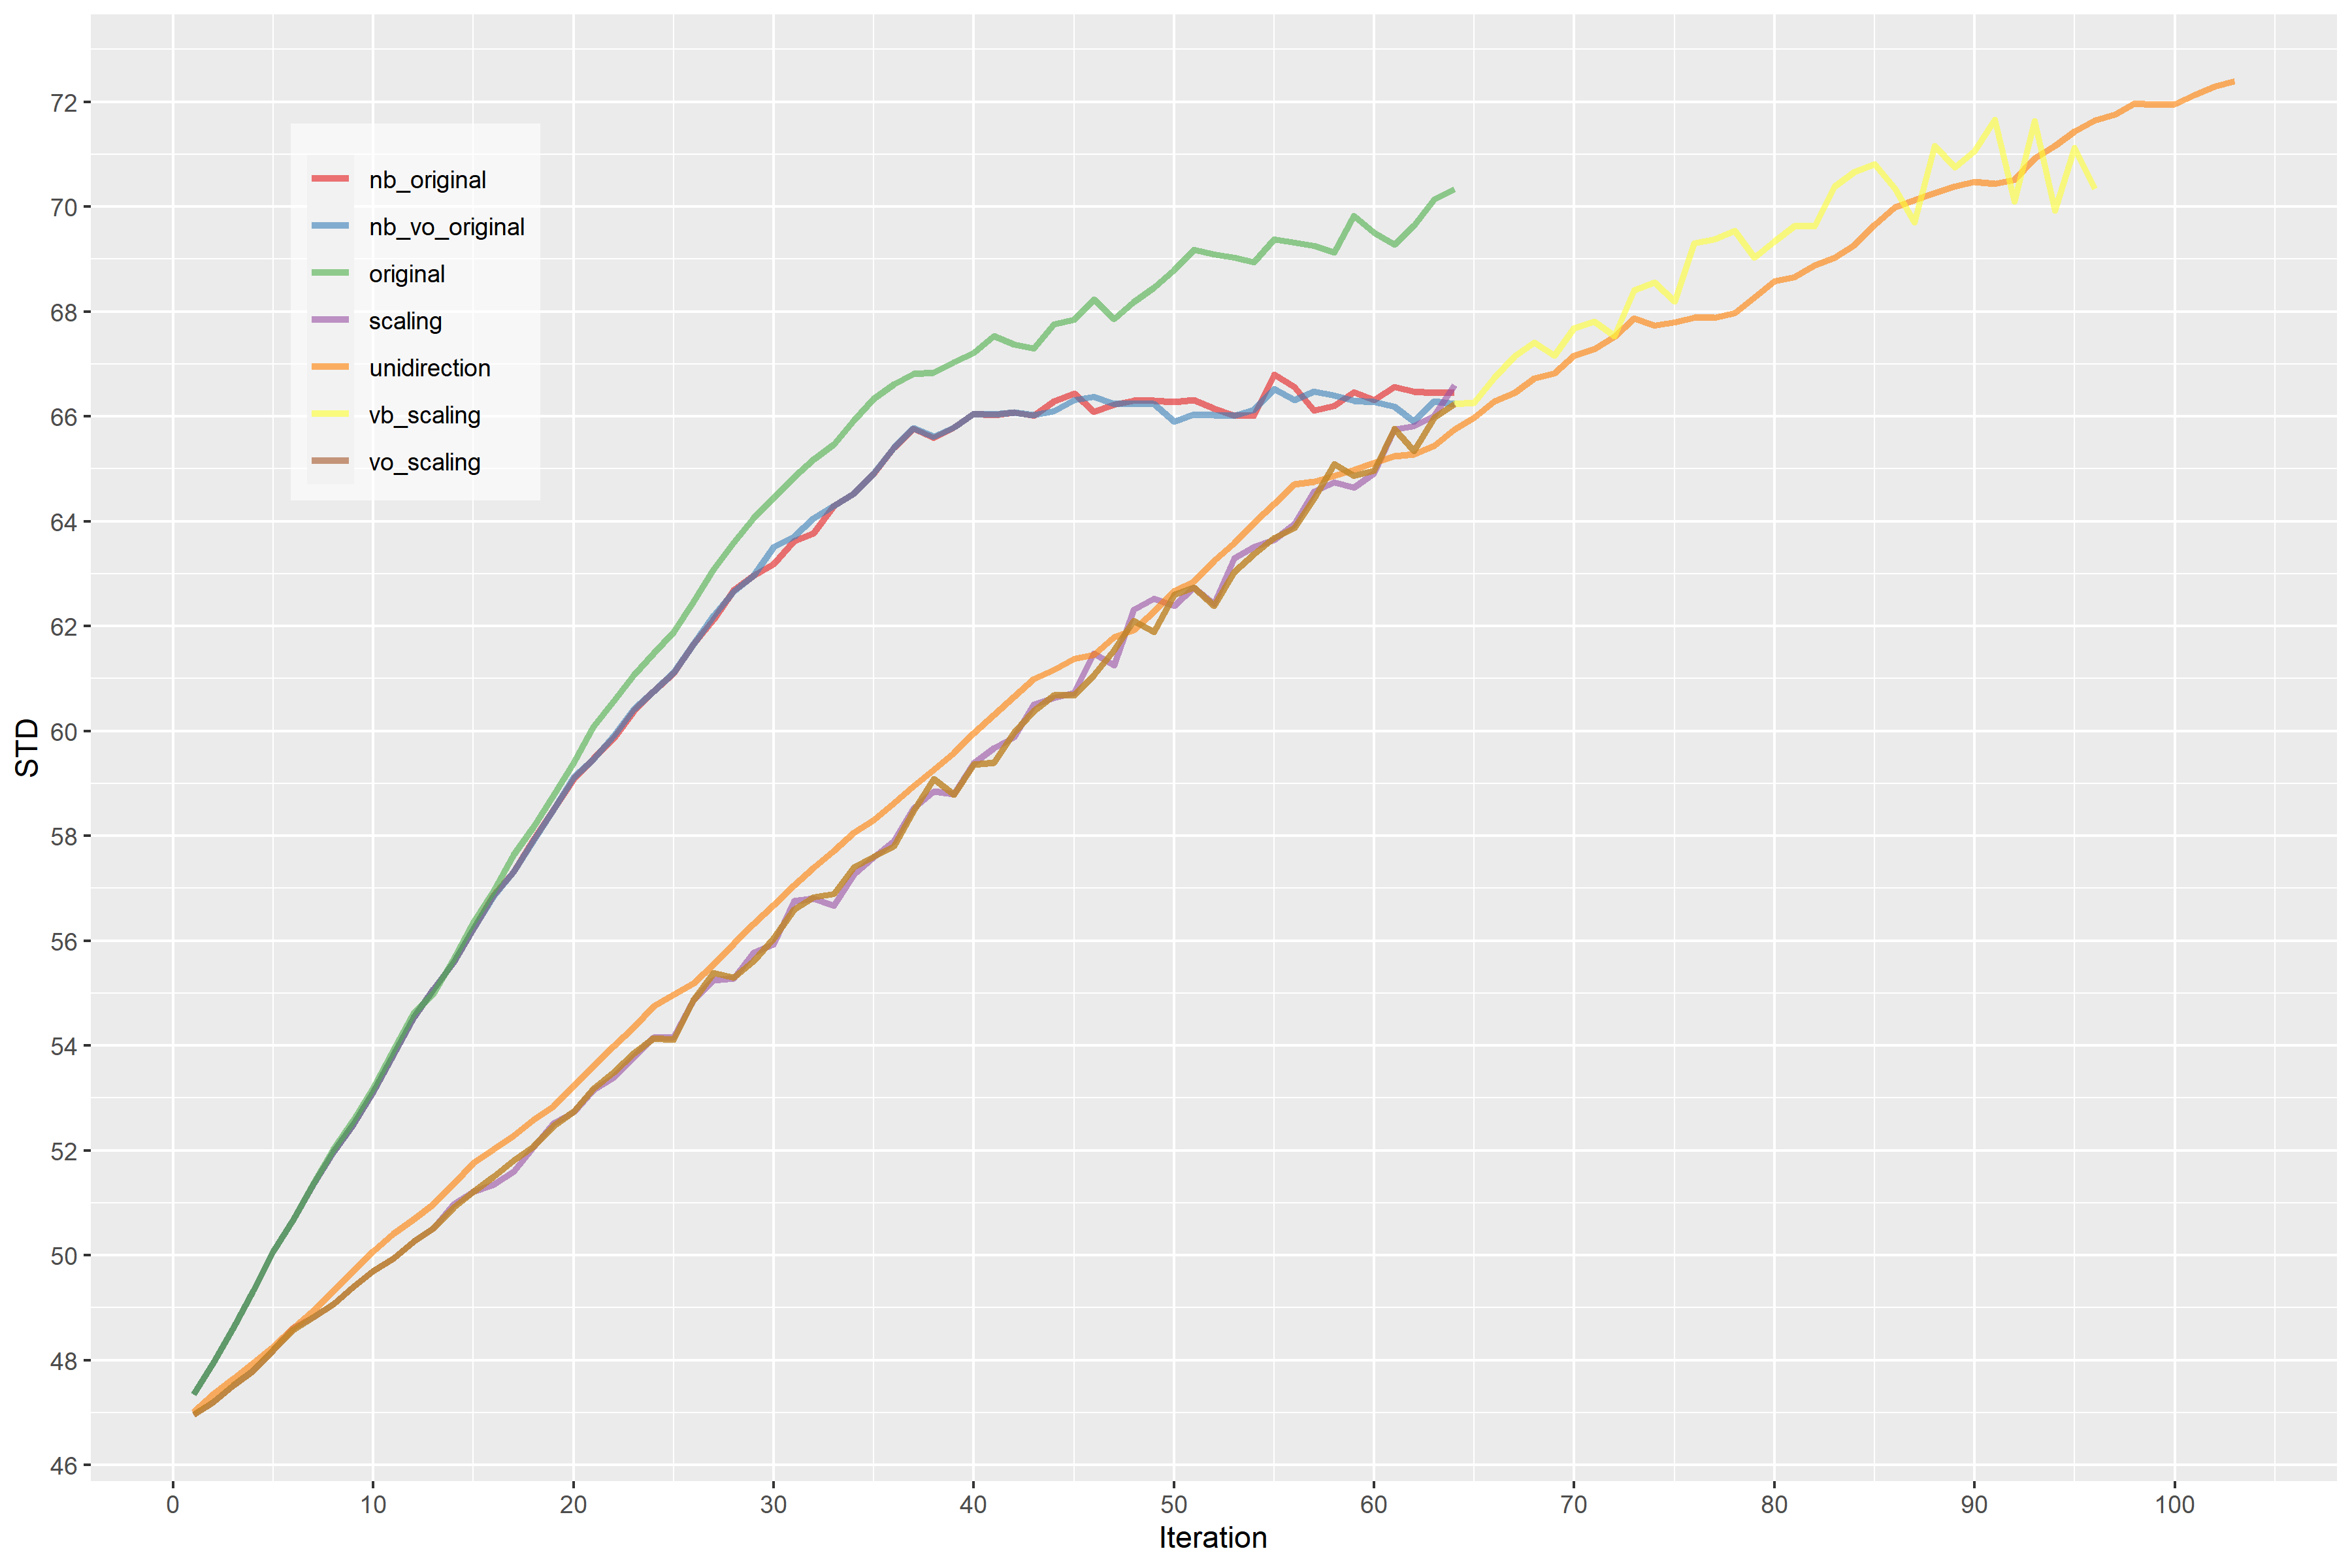 72
70
68
66
64
62
60
58
56
54
52
50
48
46
STD
nb_original
nb_vo_original
original
scaling
unidirection
vb_scaling
vo_scaling
0 10 20 30 40 50 60 70 80 90 100
Iteration